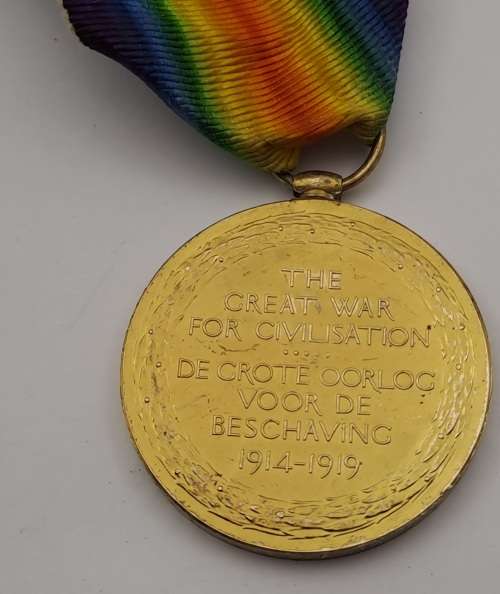 THE
GREAT WAR
FOR CIVILISATION
DE GROTE OORLOG
VOOR DE
BESCHAVING
1914-1919